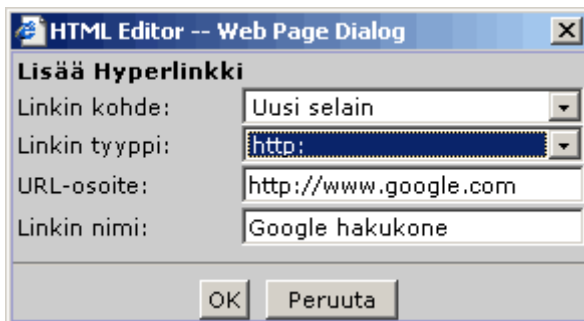 HTML Editor -- Web Page Dialog
Lisää Hyperlinkki
Linkin kohde: Uusi selain
Linkin tyyppi: http:
URL-osoite: http://www.google.com
Linkin nimi: Google hakukone
OK Peruuta